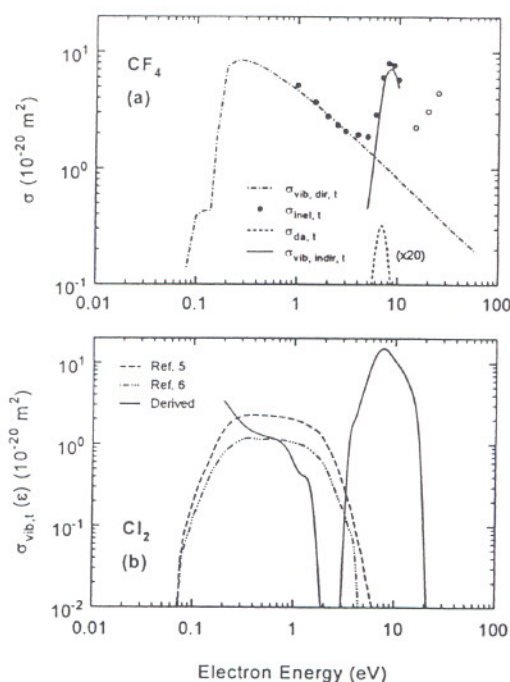 CF₄
(a)
σ (10⁻²⁰ m²)
10¹
10⁰
10⁻¹
σvib, dir, t
σinel, t
σda, t
σvib, indir, t
(x20)
0.01 0.1 1 10 100
Ref. 5
Ref. 6
Derived
Cl₂
(b)
σvib,t (ε) (10⁻²⁰ m²)
10¹
10⁰
10⁻¹
10⁻²
0.01 0.1 1 10 100
Electron Energy (eV)